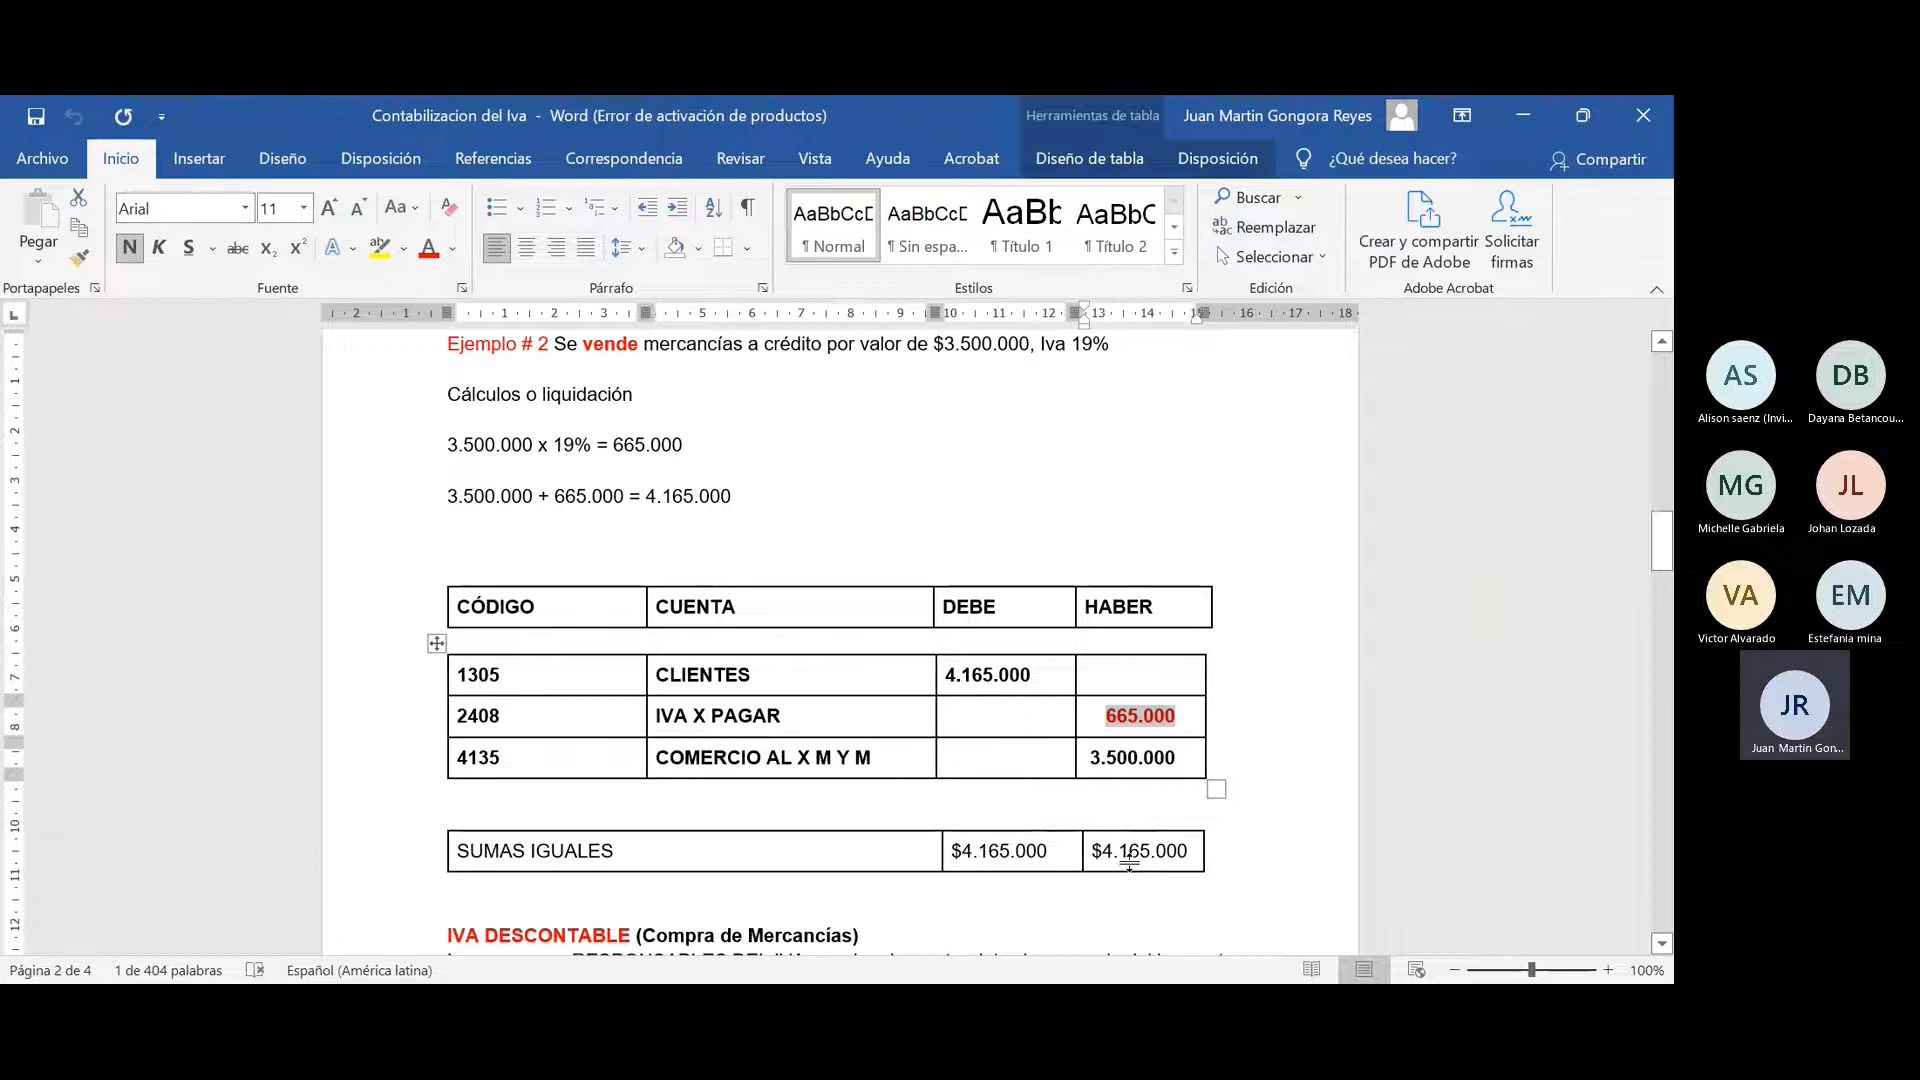 Contabilizacion del Iva - Word (Error de activación de productos)
Herramientas de tabla
Juan Martin Gongora Reyes
Archivo Inicio Insertar Diseño Disposición Referencias Correspondencia Revisar Vista Ayuda Acrobat Diseño de tabla Disposición ¿Qué desea hacer? Compartir
Pegar
Arial 11
N K S abc
AaBbCcD ¶ Normal
AaBbCcD ¶ Sin espa...
AaBb ¶ Título 1
AaBbC ¶ Título 2
Buscar
Reemplazar
Seleccionar
Crear y compartir PDF de Adobe
Solicitar firmas
Portapapeles Fuente Párrafo Estilos Edición Adobe Acrobat
Ejemplo # 2 Se vende mercancías a crédito por valor de $3.500.000, Iva 19%
Cálculos o liquidación
3.500.000 x 19% = 665.000
3.500.000 + 665.000 = 4.165.000
CÓDIGO CUENTA DEBE HABER
1305 CLIENTES 4.165.000
2408 IVA X PAGAR 665.000
4135 COMERCIO AL X M Y M 3.500.000
SUMAS IGUALES $4.165.000 $4.165.000
IVA DESCONTABLE (Compra de Mercancías)
Página 2 de 4 1 de 404 palabras Español (América latina) 100%
AS DB
Alison saenz (Invi... Dayana Betancou...
MG JL
Michelle Gabriela Johan Lozada
VA EM
Victor Alvarado Estefania mina
JR
Juan Martin Gon...